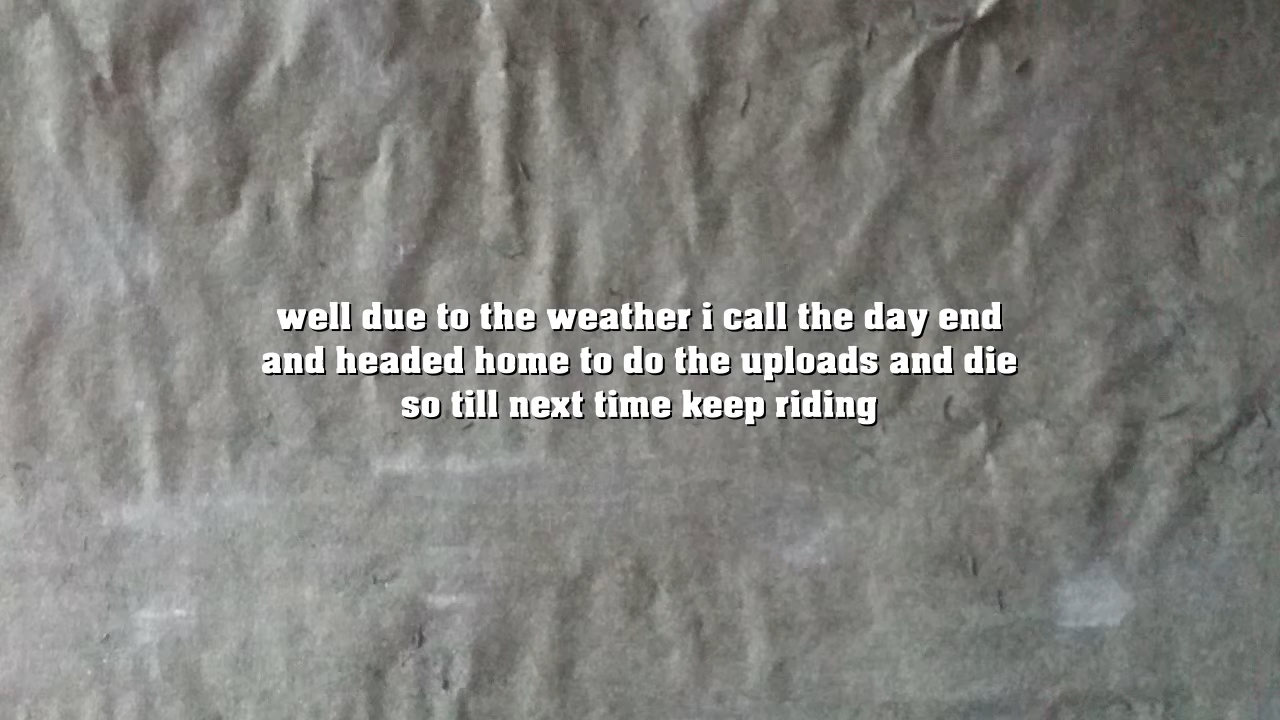 well due to the weather i call the day end
and headed home to do the uploads and die
so till next time keep riding